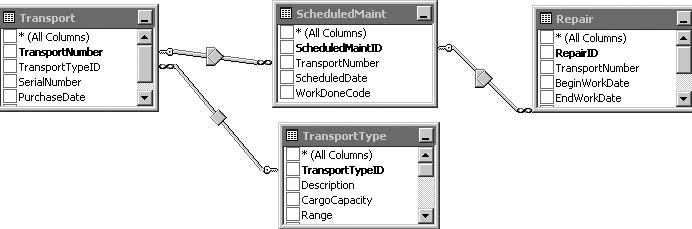 Transport
* (All Columns)
TransportNumber
TransportTypeID
SerialNumber
PurchaseDate
ScheduledMaint
* (All Columns)
ScheduledMaintID
TransportNumber
ScheduledDate
WorkDoneCode
Repair
* (All Columns)
RepairID
TransportNumber
BeginWorkDate
EndWorkDate
TransportType
* (All Columns)
TransportTypeID
Description
CargoCapacity
Range